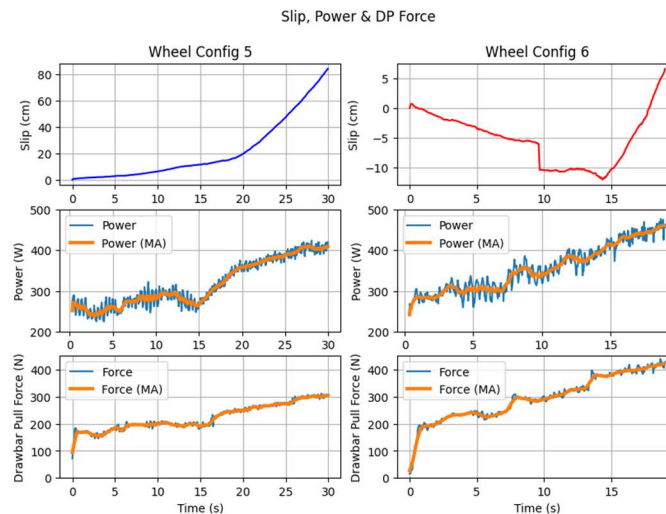 Slip, Power & DP Force
Wheel Config 5
Wheel Config 6
Slip (cm)
80
60
40
20
0
0 5 10 15 20 25 30
Slip (cm)
5
0
−5
−10
0 5 10 15
Power (W)
500
400
300
200
Power
Power (MA)
0 5 10 15 20 25 30
Power (W)
500
400
300
200
Power
Power (MA)
0 5 10 15
Drawbar Pull Force (N)
400
300
200
100
0
Force
Force (MA)
0 5 10 15 20 25 30
Time (s)
Drawbar Pull Force (N)
400
300
200
100
0
Force
Force (MA)
0 5 10 15
Time (s)